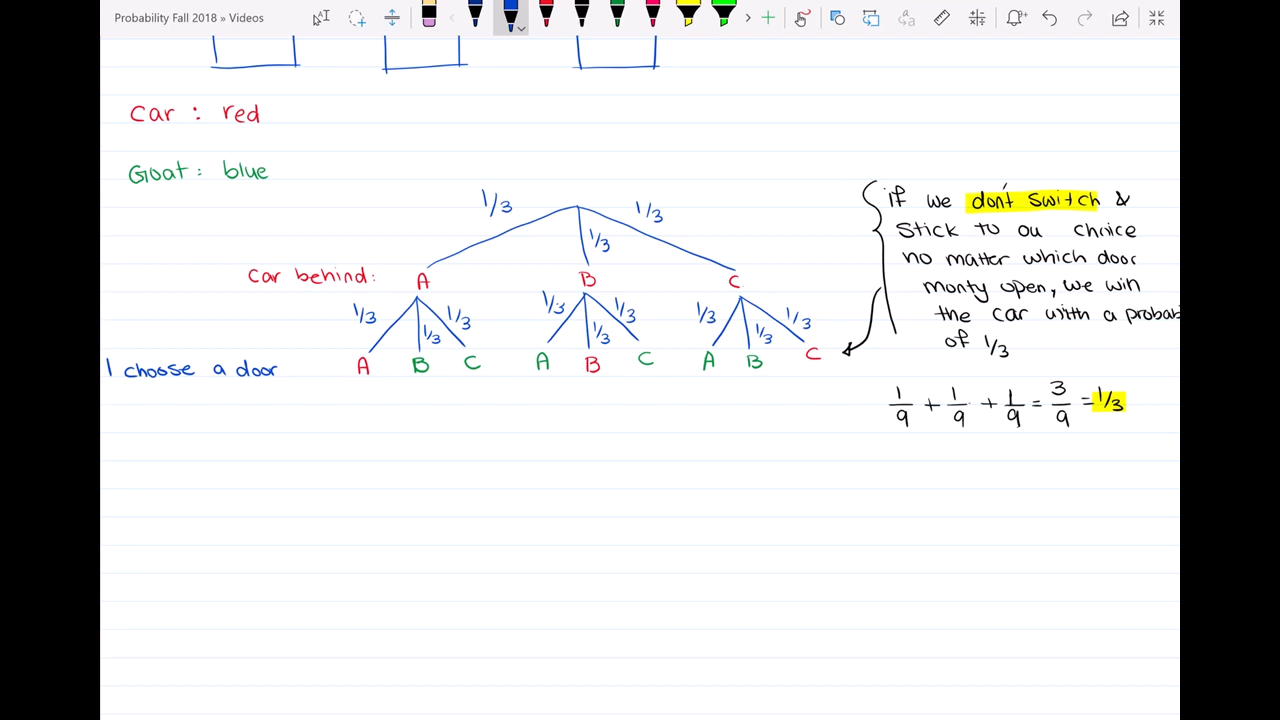 Probability Fall 2018 » Videos
Car : red
Goat : blue
1/3 1/3
1/3
Car behind: A B C
1/3 1/3 1/3 1/3 1/3 1/3
1/3 1/3 1/3
I choose a door A B C A B C A B C
if we don't switch &
stick to ou choice
no matter which door
monty open, we win
the car with a probab
of 1/3
1/9 + 1/9 + 1/9 = 3/9 = 1/3